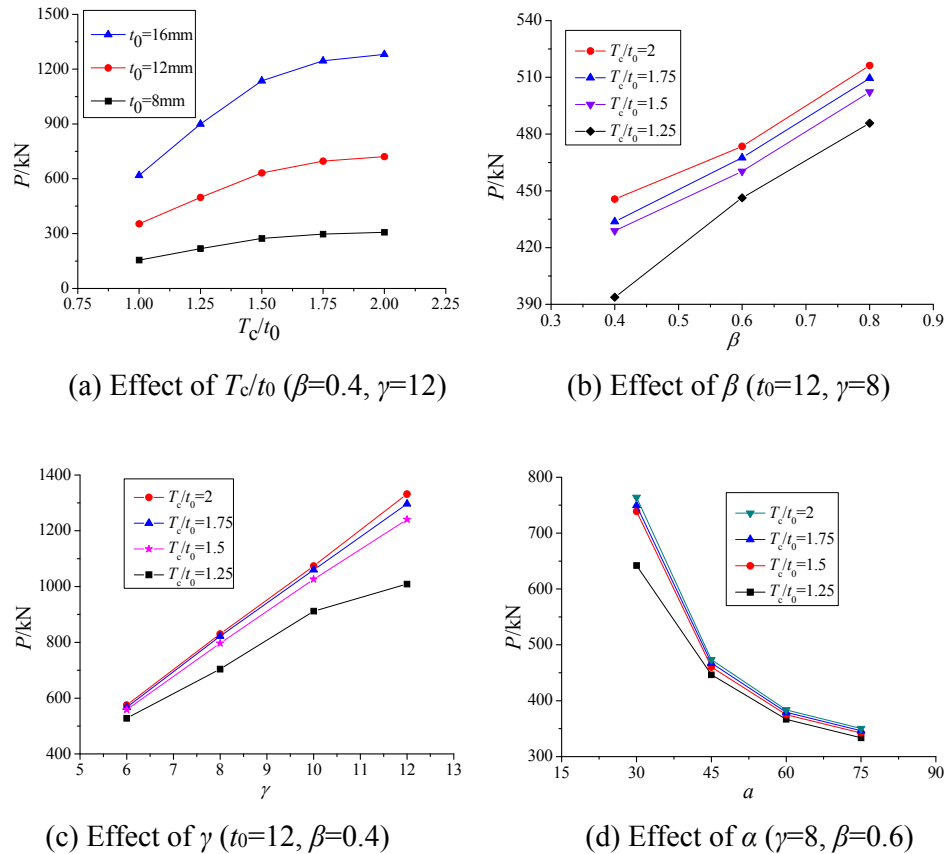 1500
1200
900
600
300
0
P/kN
t0=16mm
t0=12mm
t0=8mm
0.75 1.00 1.25 1.50 1.75 2.00 2.25
Tc/t0
(a) Effect of Tc/t0 (β=0.4, γ=12)
540
510
480
450
420
390
P/kN
Tc/t0=2
Tc/t0=1.75
Tc/t0=1.5
Tc/t0=1.25
0.3 0.4 0.5 0.6 0.7 0.8 0.9
β
(b) Effect of β (t0=12, γ=8)
1400
1200
1000
800
600
400
P/kN
Tc/t0=2
Tc/t0=1.75
Tc/t0=1.5
Tc/t0=1.25
5 6 7 8 9 10 11 12 13
γ
(c) Effect of γ (t0=12, β=0.4)
800
700
600
500
400
300
P/kN
Tc/t0=2
Tc/t0=1.75
Tc/t0=1.5
Tc/t0=1.25
15 30 45 60 75 90
a
(d) Effect of α (γ=8, β=0.6)